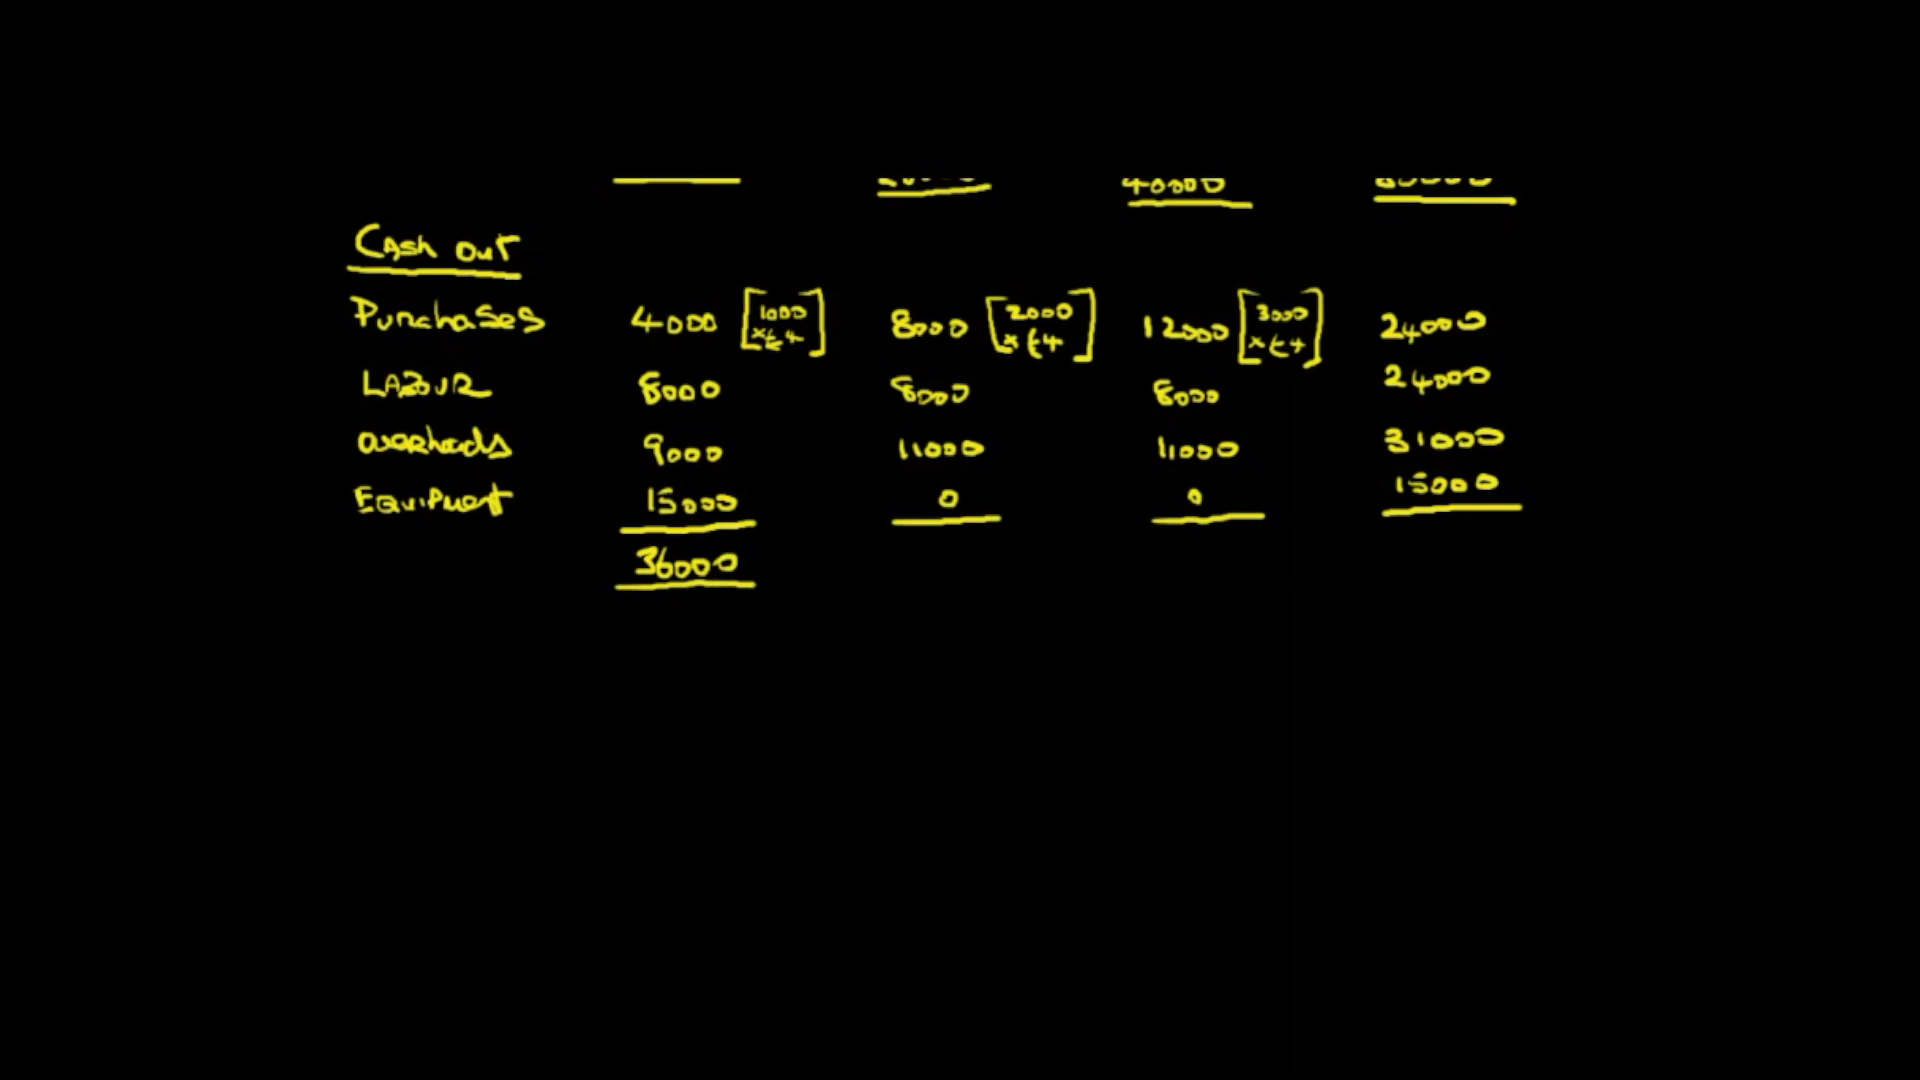 40000
Cash out
Purchases 4000 [1000 x £4] 8000 [2000 x £4] 12000 [3000 x £4] 24000
LABOUR 8000 8000 8000 24000
Overheads 9000 11000 11000 31000
Equipment 15000 0 0 15000
36000